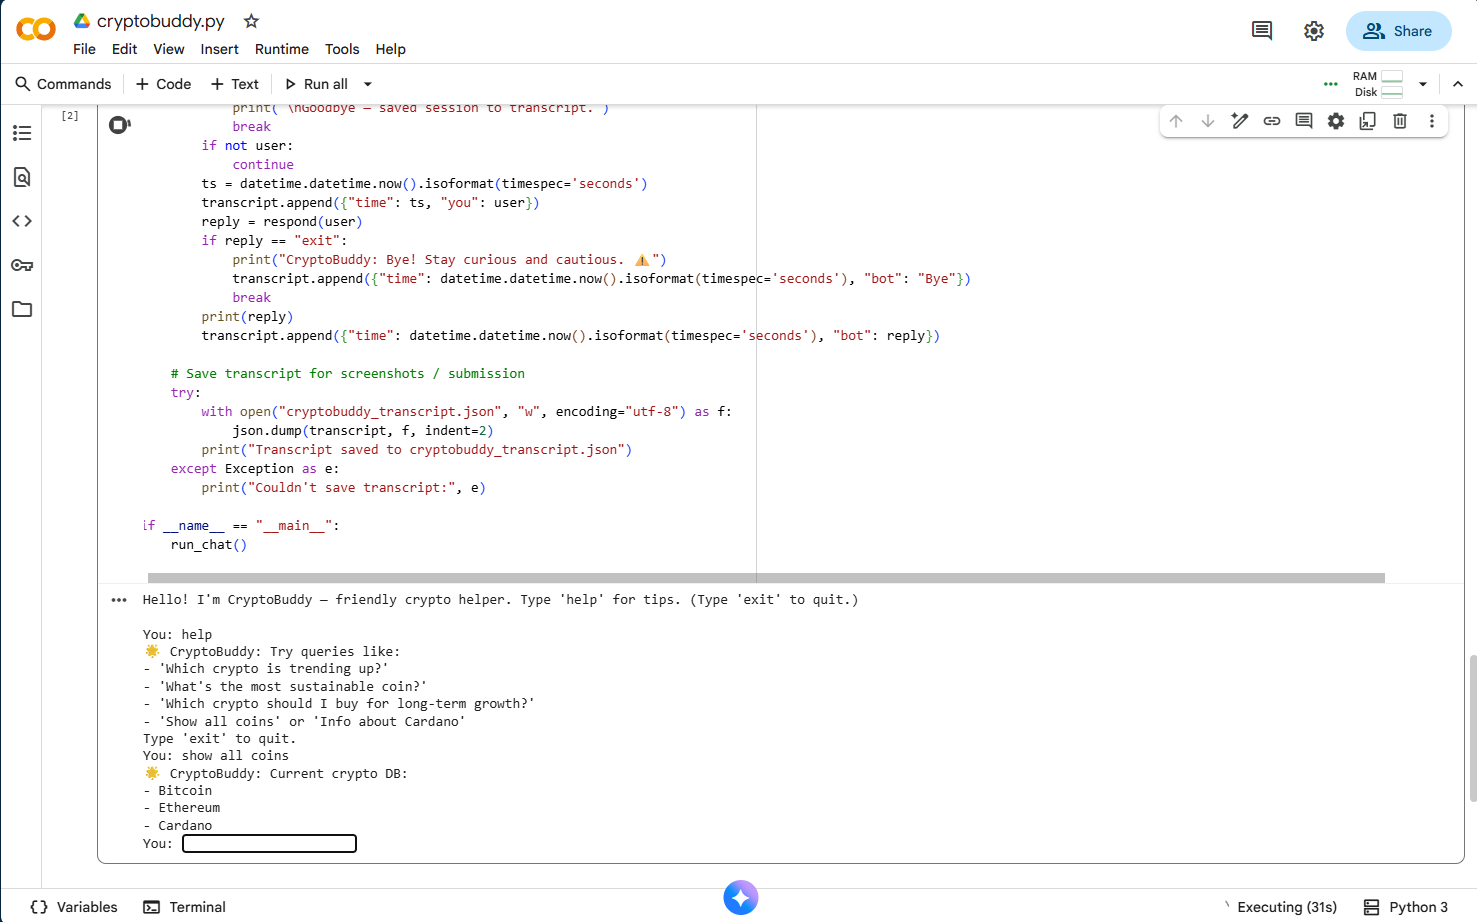 cryptobuddy.py
File Edit View Insert Runtime Tools Help
Share
Commands + Code + Text Run all
RAM
Disk
[2]
print("\nGoodbye — saved session to transcript.")
break
if not user:
continue
ts = datetime.datetime.now().isoformat(timespec='seconds')
transcript.append({"time": ts, "you": user})
reply = respond(user)
if reply == "exit":
print("CryptoBuddy: Bye! Stay curious and cautious. ⚠️")
transcript.append({"time": datetime.datetime.now().isoformat(timespec='seconds'), "bot": "Bye"})
break
print(reply)
transcript.append({"time": datetime.datetime.now().isoformat(timespec='seconds'), "bot": reply})
# Save transcript for screenshots / submission
try:
with open("cryptobuddy_transcript.json", "w", encoding="utf-8") as f:
json.dump(transcript, f, indent=2)
print("Transcript saved to cryptobuddy_transcript.json")
except Exception as e:
print("Couldn't save transcript:", e)
if __name__ == "__main__":
run_chat()
Hello! I'm CryptoBuddy — friendly crypto helper. Type 'help' for tips. (Type 'exit' to quit.)
You: help
🌟 CryptoBuddy: Try queries like:
- 'Which crypto is trending up?'
- 'What's the most sustainable coin?'
- 'Which crypto should I buy for long-term growth?'
- 'Show all coins' or 'Info about Cardano'
Type 'exit' to quit.
You: show all coins
🌟 CryptoBuddy: Current crypto DB:
- Bitcoin
- Ethereum
- Cardano
You:
Variables Terminal Executing (31s) Python 3